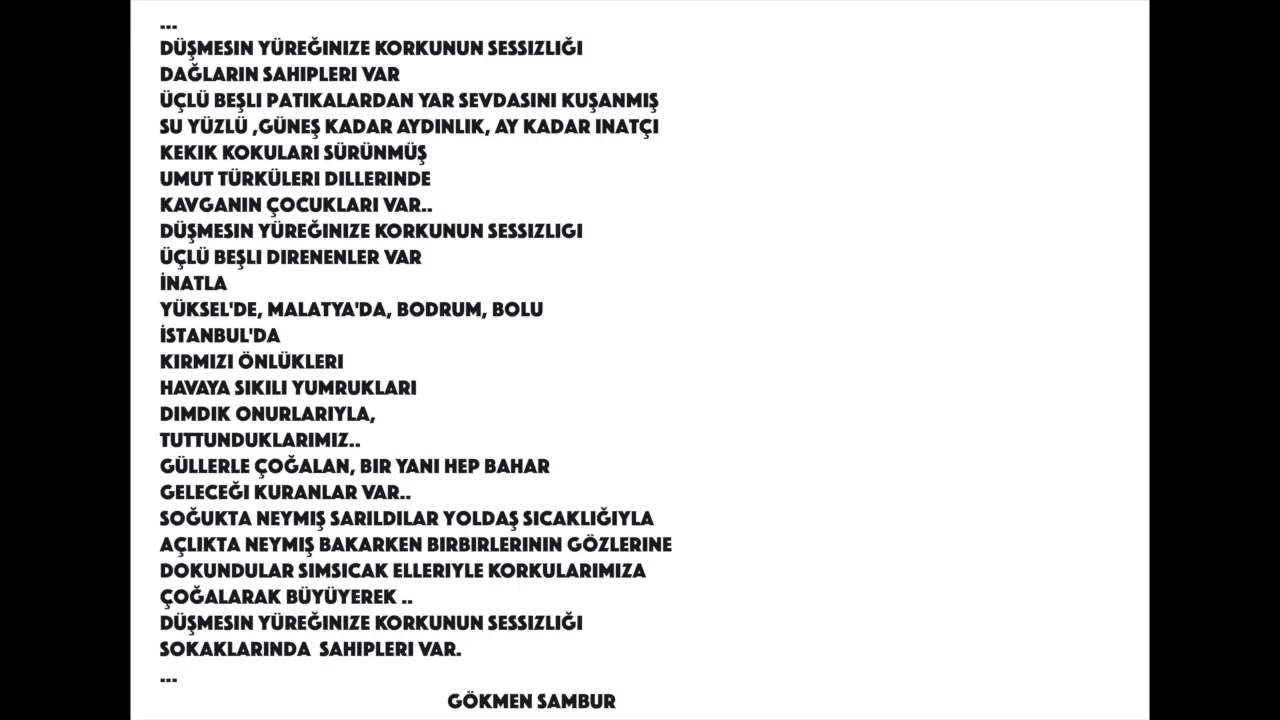 ...
DÜŞMESIN YÜREĞINIZE KORKUNUN SESSIZLIĞI
DAĞLARIN SAHIPLERI VAR
ÜÇLÜ BEŞLI PATIKALARDAN YAR SEVDASINI KUŞANMIŞ
SU YÜZLÜ ,GÜNEŞ KADAR AYDINLIK, AY KADAR INATÇI
KEKIK KOKULARI SÜRÜNMÜŞ
UMUT TÜRKÜLERI DILLERINDE
KAVGANIN ÇOCUKLARI VAR..
DÜŞMESIN YÜREĞINIZE KORKUNUN SESSIZLIGI
ÜÇLÜ BEŞLI DIRENENLER VAR
İNATLA
YÜKSEL'DE, MALATYA'DA, BODRUM, BOLU
İSTANBUL'DA
KIRMIZI ÖNLÜKLERI
HAVAYA SIKILI YUMRUKLARI
DIMDIK ONURLARIYLA,
TUTTUNDUKLARIMIZ..
GÜLLERLE ÇOĞALAN, BIR YANI HEP BAHAR
GELECEĞI KURANLAR VAR..
SOĞUKTA NEYMIŞ SARILDILAR YOLDAŞ SICAKLIĞIYLA
AÇLIKTA NEYMIŞ BAKARKEN BIRBIRLERININ GÖZLERINE
DOKUNDULAR SIMSICAK ELLERIYLE KORKULARIMIZA
ÇOĞALARAK BÜYÜYEREK ..
DÜŞMESIN YÜREĞINIZE KORKUNUN SESSIZLIĞI
SOKAKLARINDA  SAHIPLERI VAR.
...
GÖKMEN SAMBUR